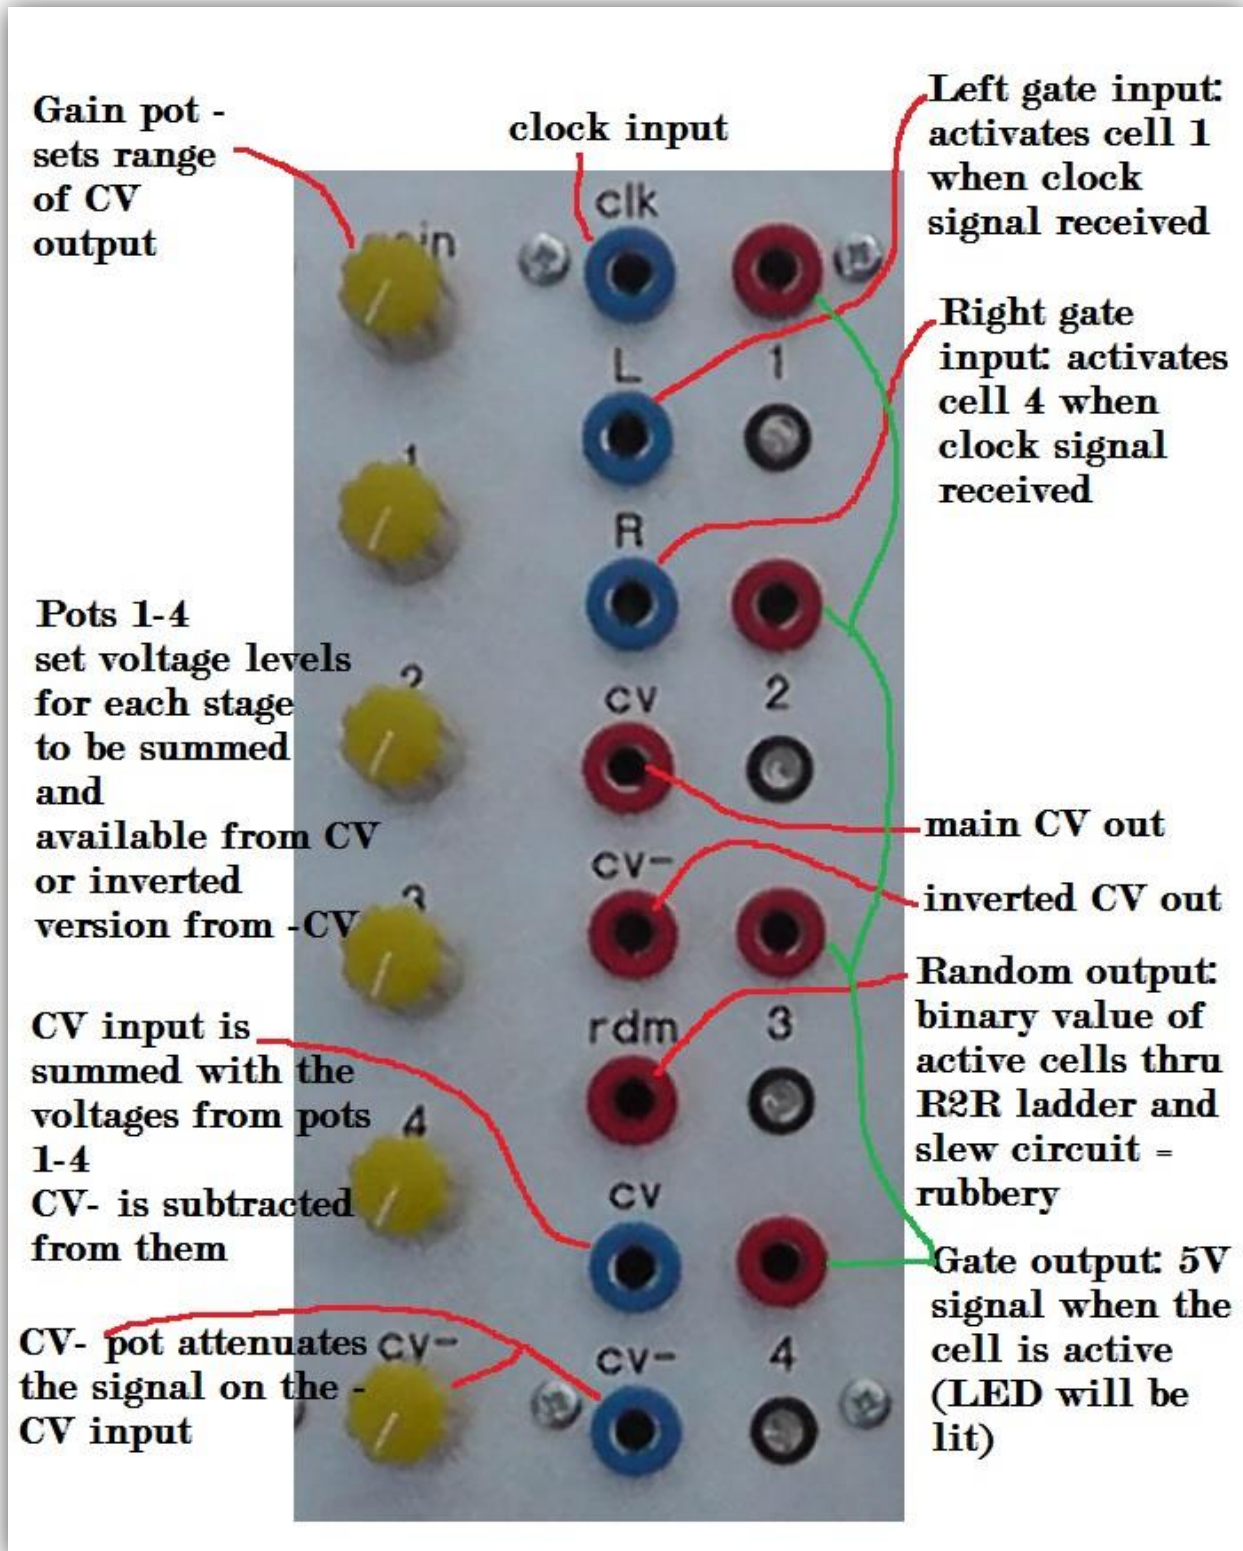 Gain pot -
sets range
of CV
output
clock input
Left gate input:
activates cell 1
when clock
signal received
Right gate
input: activates
cell 4 when
clock signal
received
Pots 1-4
set voltage levels
for each stage
to be summed
and
available from CV
or inverted
version from -CV
CV input is
summed with the
voltages from pots
1-4
CV- is subtracted
from them
CV- pot attenuates
the signal on the -
CV input
main CV out
inverted CV out
Random output:
binary value of
active cells thru
R2R ladder and
slew circuit =
rubbery
Gate output: 5V
signal when the
cell is active
(LED will be
lit)
gain
1
2
3
4
cv-
clk
L
R
cv
cv-
rdm
cv
cv-
1
2
3
4